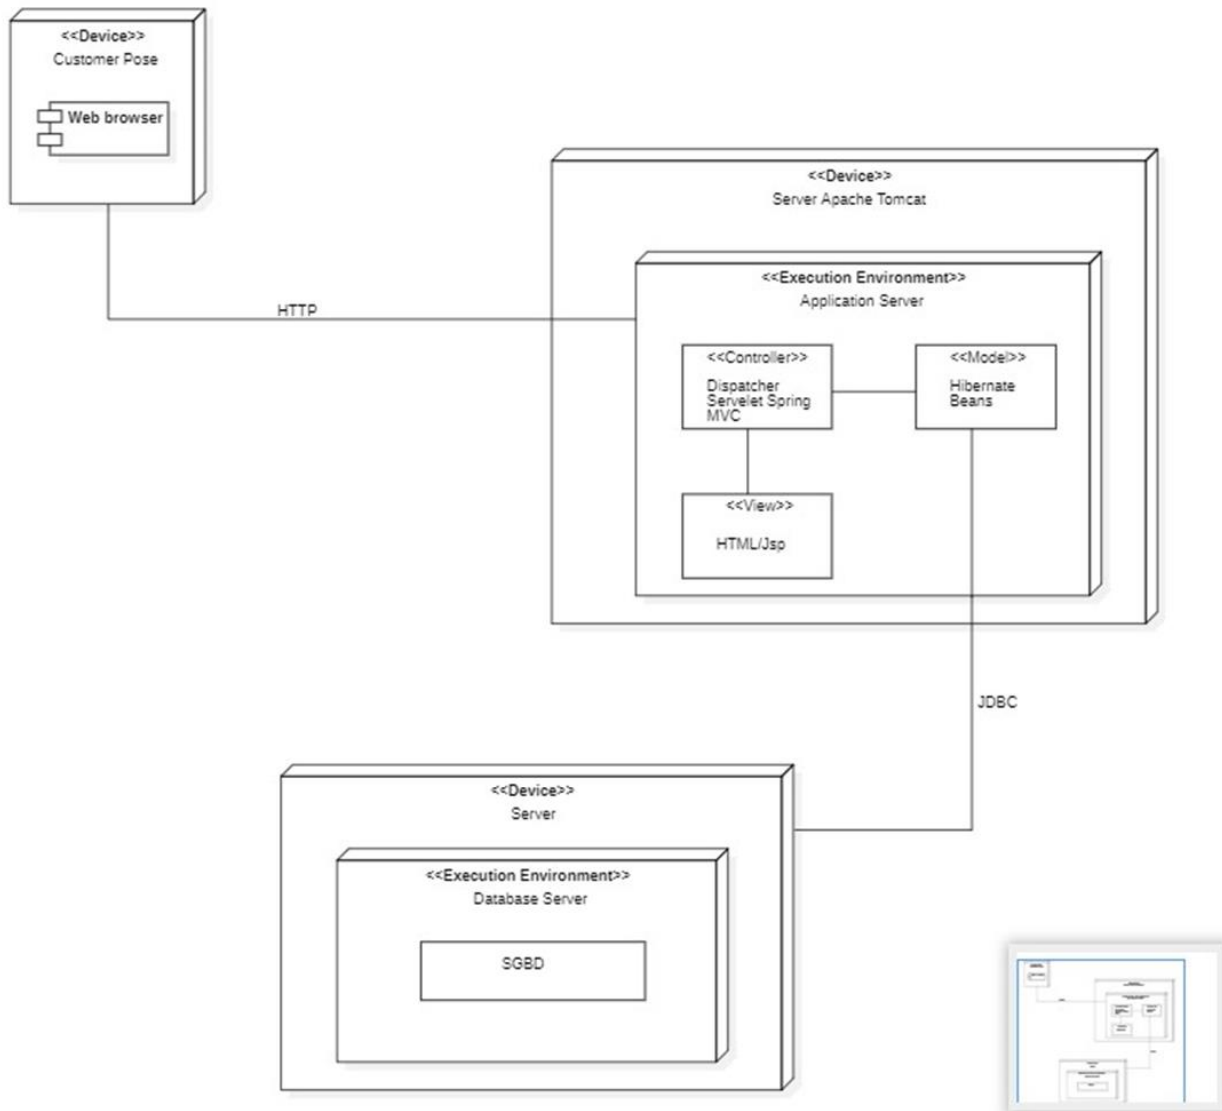 <<Device>>
Customer Pose
Web browser
<<Device>>
Server Apache Tomcat
<<Execution Environment>>
Application Server
HTTP
<<Controller>>
Dispatcher
Servelet Spring
MVC
<<Model>>
Hibernate
Beans
<<View>>
HTML/Jsp
JDBC
<<Device>>
Server
<<Execution Environment>>
Database Server
SGBD